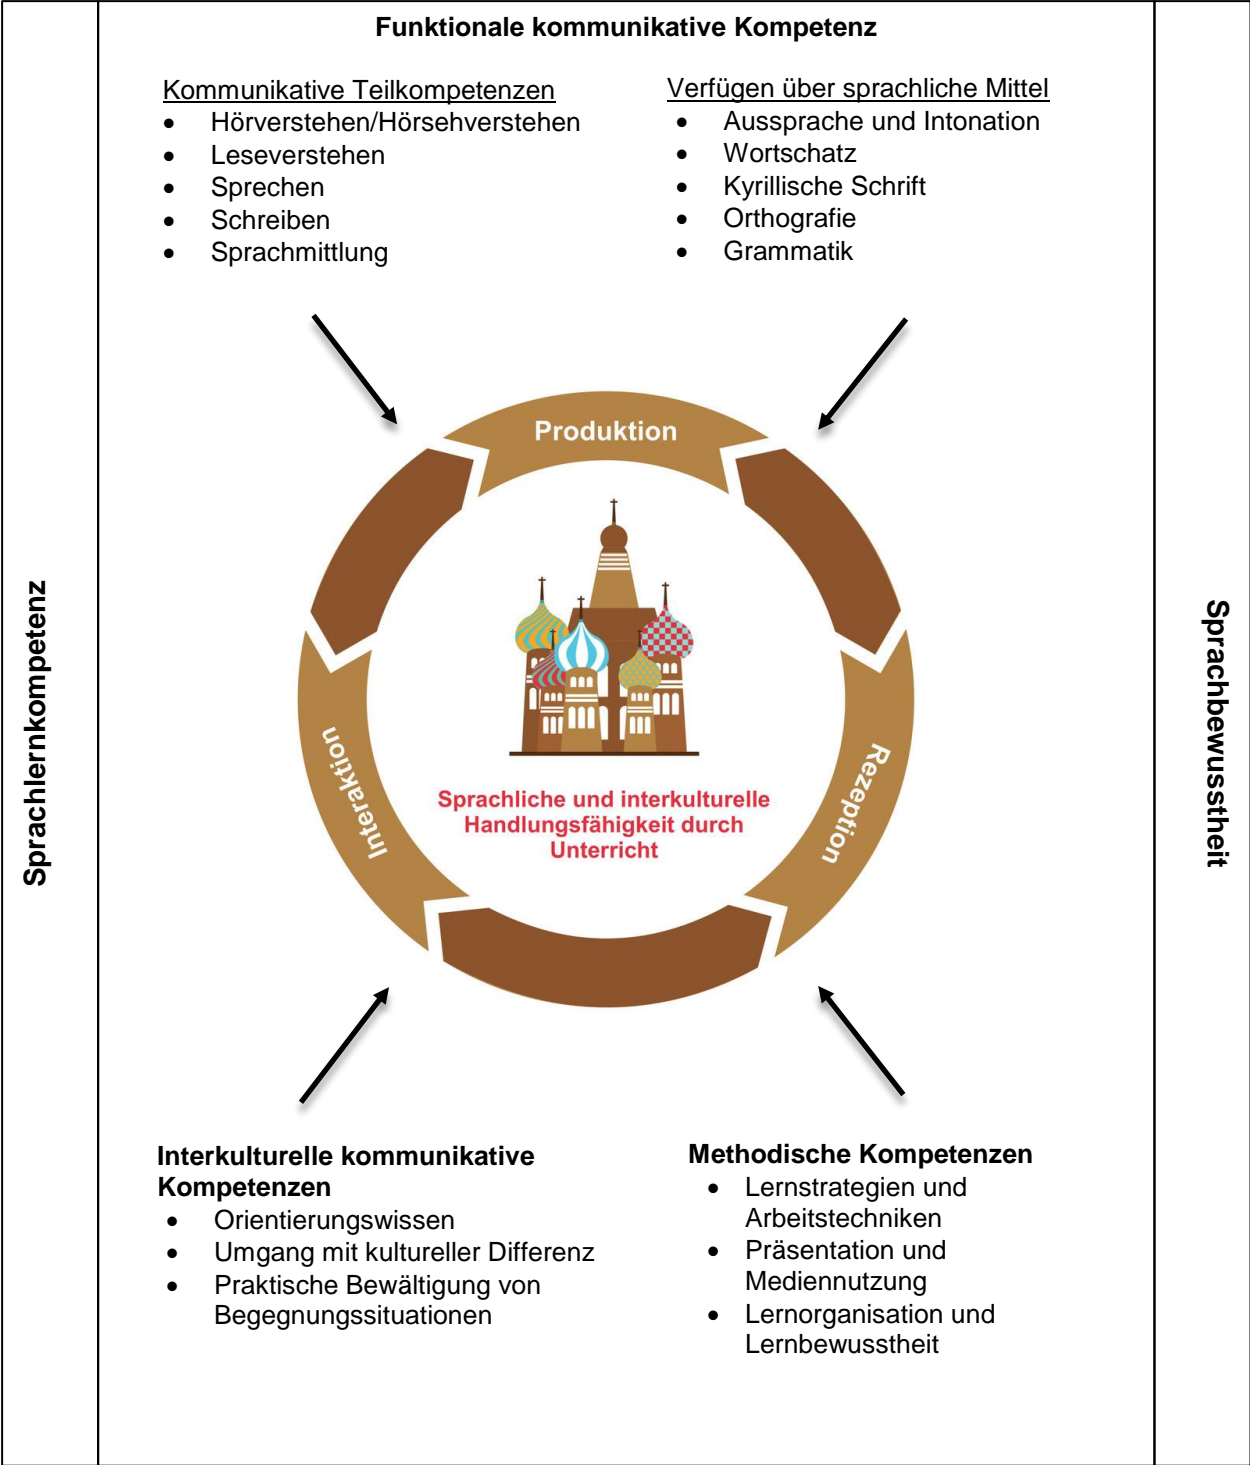 Funktionale kommunikative Kompetenz
Kommunikative Teilkompetenzen
• Hörverstehen/Hörsehverstehen
• Leseverstehen
• Sprechen
• Schreiben
• Sprachmittlung
Verfügen über sprachliche Mittel
• Aussprache und Intonation
• Wortschatz
• Kyrillische Schrift
• Orthografie
• Grammatik
Sprachlernkompetenz
Produktion
Interaktion
Rezeption
Sprachliche und interkulturelle
Handlungsfähigkeit durch
Unterricht
Sprachbewusstheit
Interkulturelle kommunikative
Kompetenzen
• Orientierungswissen
• Umgang mit kultureller Differenz
• Praktische Bewältigung von
Begegnungssituationen
Methodische Kompetenzen
• Lernstrategien und
Arbeitstechniken
• Präsentation und
Mediennutzung
• Lernorganisation und
Lernbewusstheit